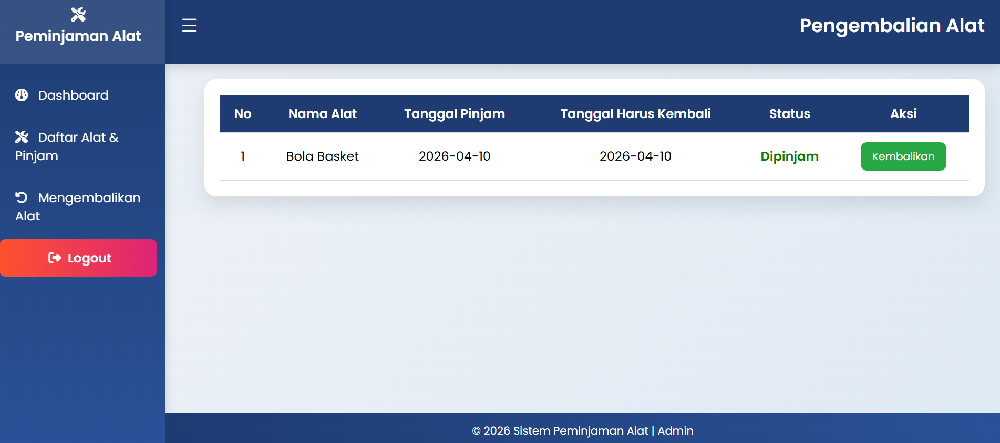 Peminjaman Alat
Pengembalian Alat
Dashboard
Daftar Alat &
Pinjam
Mengembalikan
Alat
Logout
No Nama Alat Tanggal Pinjam Tanggal Harus Kembali Status Aksi
1 Bola Basket 2026-04-10 2026-04-10 Dipinjam Kembalikan
© 2026 Sistem Peminjaman Alat | Admin